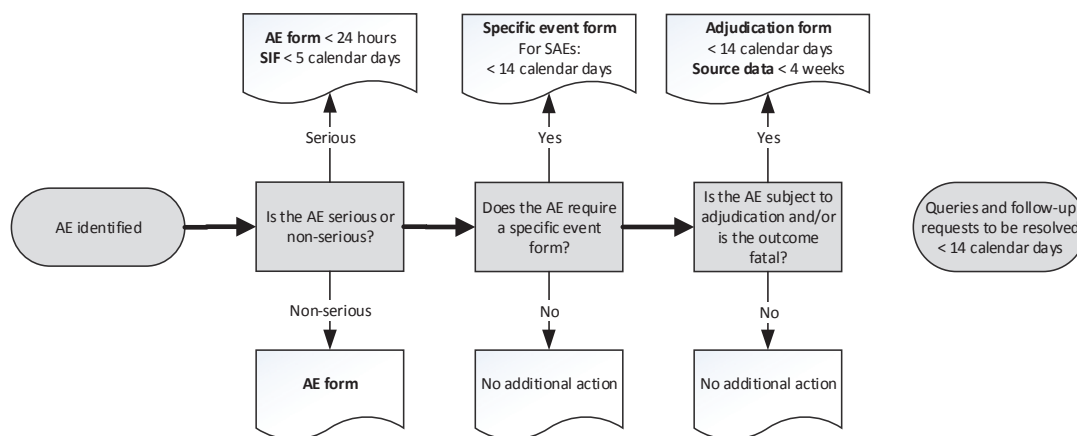 AE form < 24 hours
SIF < 5 calendar days
Specific event form
For SAEs:
< 14 calendar days
Adjudication form
< 14 calendar days
Source data < 4 weeks
Serious
Yes
Yes
AE identified
Is the AE serious or
non-serious?
Does the AE require
a specific event
form?
Is the AE subject to
adjudication and/or
is the outcome
fatal?
Queries and follow-up
requests to be resolved
< 14 calendar days
Non-serious
No
No
AE form
No additional action
No additional action